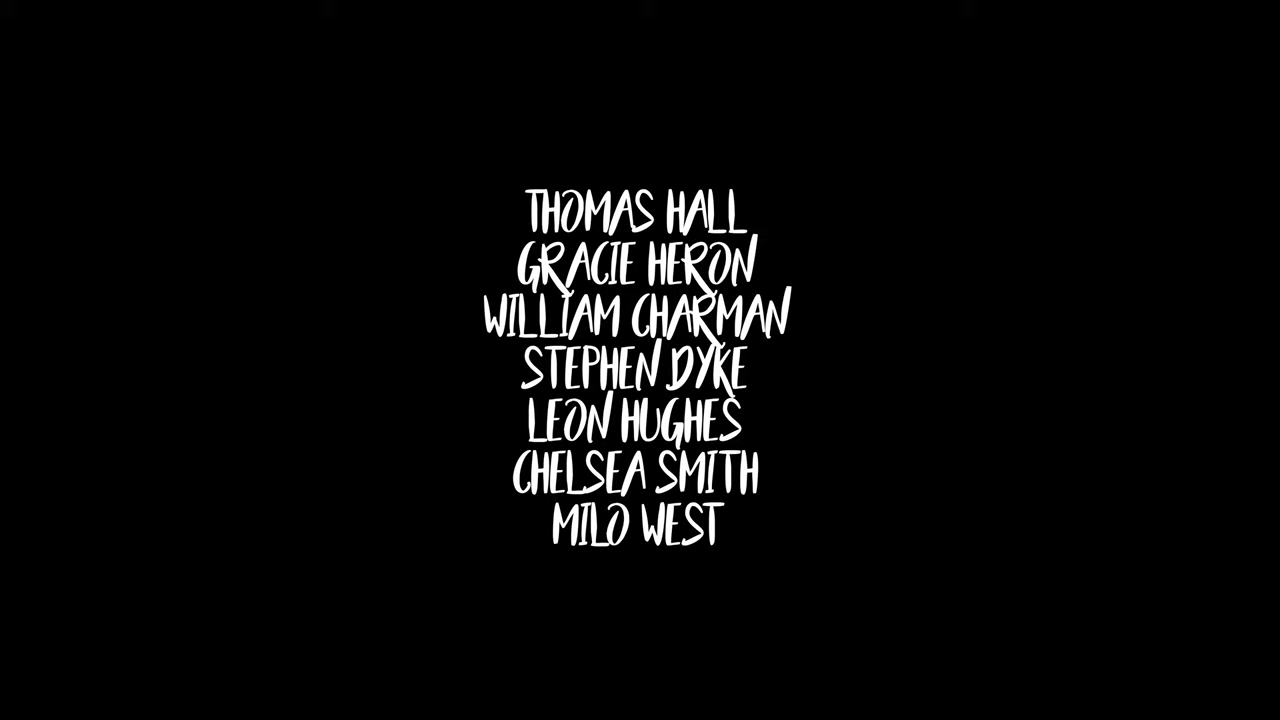 THOMAS HALL
GRACIE HERON
WILLIAM CHARMAN
STEPHEN DYKE
LEON HUGHES
CHELSEA SMITH
MILO WEST